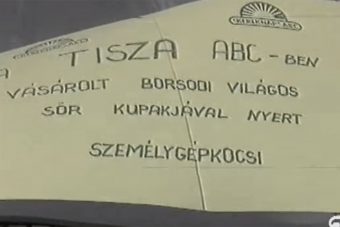 A TISZA ABC-BEN
VÁSÁROLT BORSODI VILÁGOS
SÖR KUPAKJÁVAL NYERT
SZEMÉLYGÉPKOCSI